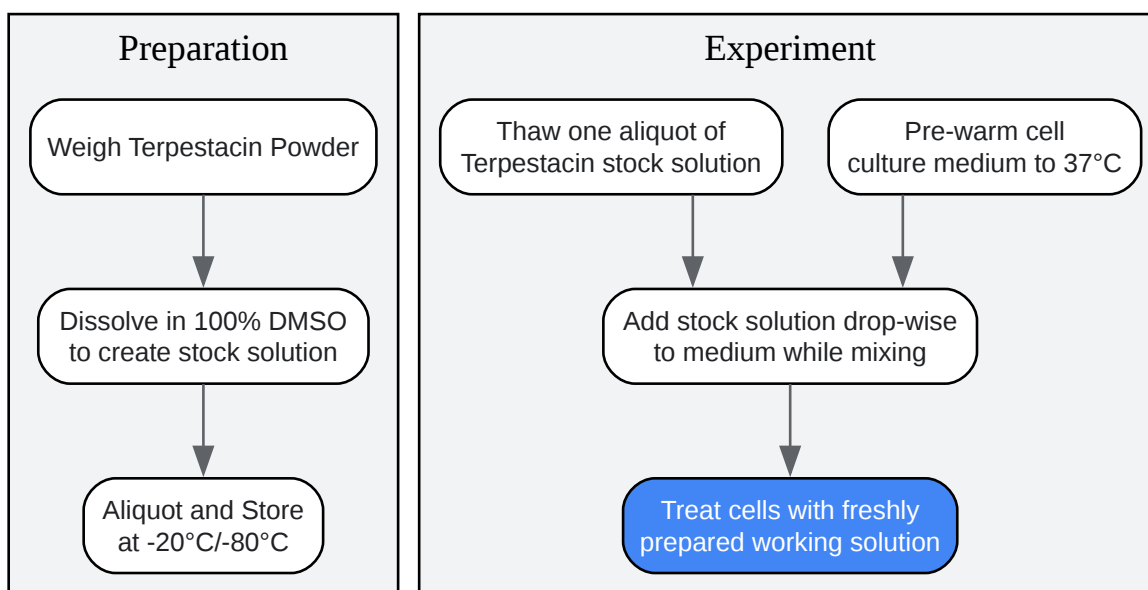 Preparation
Weigh Terpestacin Powder
Dissolve in 100% DMSO
to create stock solution
Aliquot and Store
at -20°C/-80°C
Experiment
Thaw one aliquot of
Terpestacin stock solution
Pre-warm cell
culture medium to 37°C
Add stock solution drop-wise
to medium while mixing
Treat cells with freshly
prepared working solution